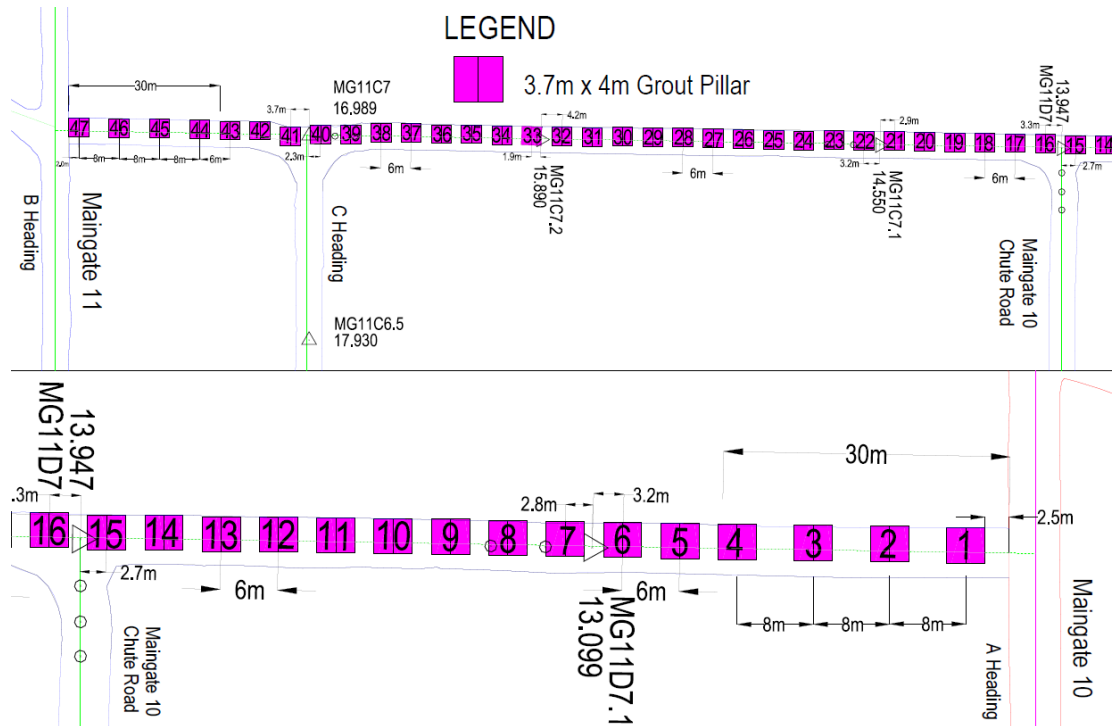 LEGEND
3.7m x 4m Grout Pillar
30m
MG11C7
16.989
3.7m
4.2m
2.9m
3.3m
MG11D7
13.947
47 46 45 44 43 42 41 40 39 38 37 36 35 34 33 32 31 30 29 28 27 26 25 24 23 22 21 20 19 18 17 16 15 14
8m
8m
8m
6m
2.3m
6m
1.9m
6m
3.2m
6m
2.7m
B Heading
Maingate 11
C Heading
MG11C7.2
15.890
MG11C7.1
14.550
Maingate 10
Chute Road
MG11C6.5
17.930
MG11D7
13.947
30m
.3m
2.8m
3.2m
2.5m
16 15 14 13 12 11 10 9 8 7 6 5 4 3 2 1
2.7m
6m
6m
8m
8m
8m
MG11D7.1
13.099
Maingate 10
Chute Road
A Heading
Maingate 10